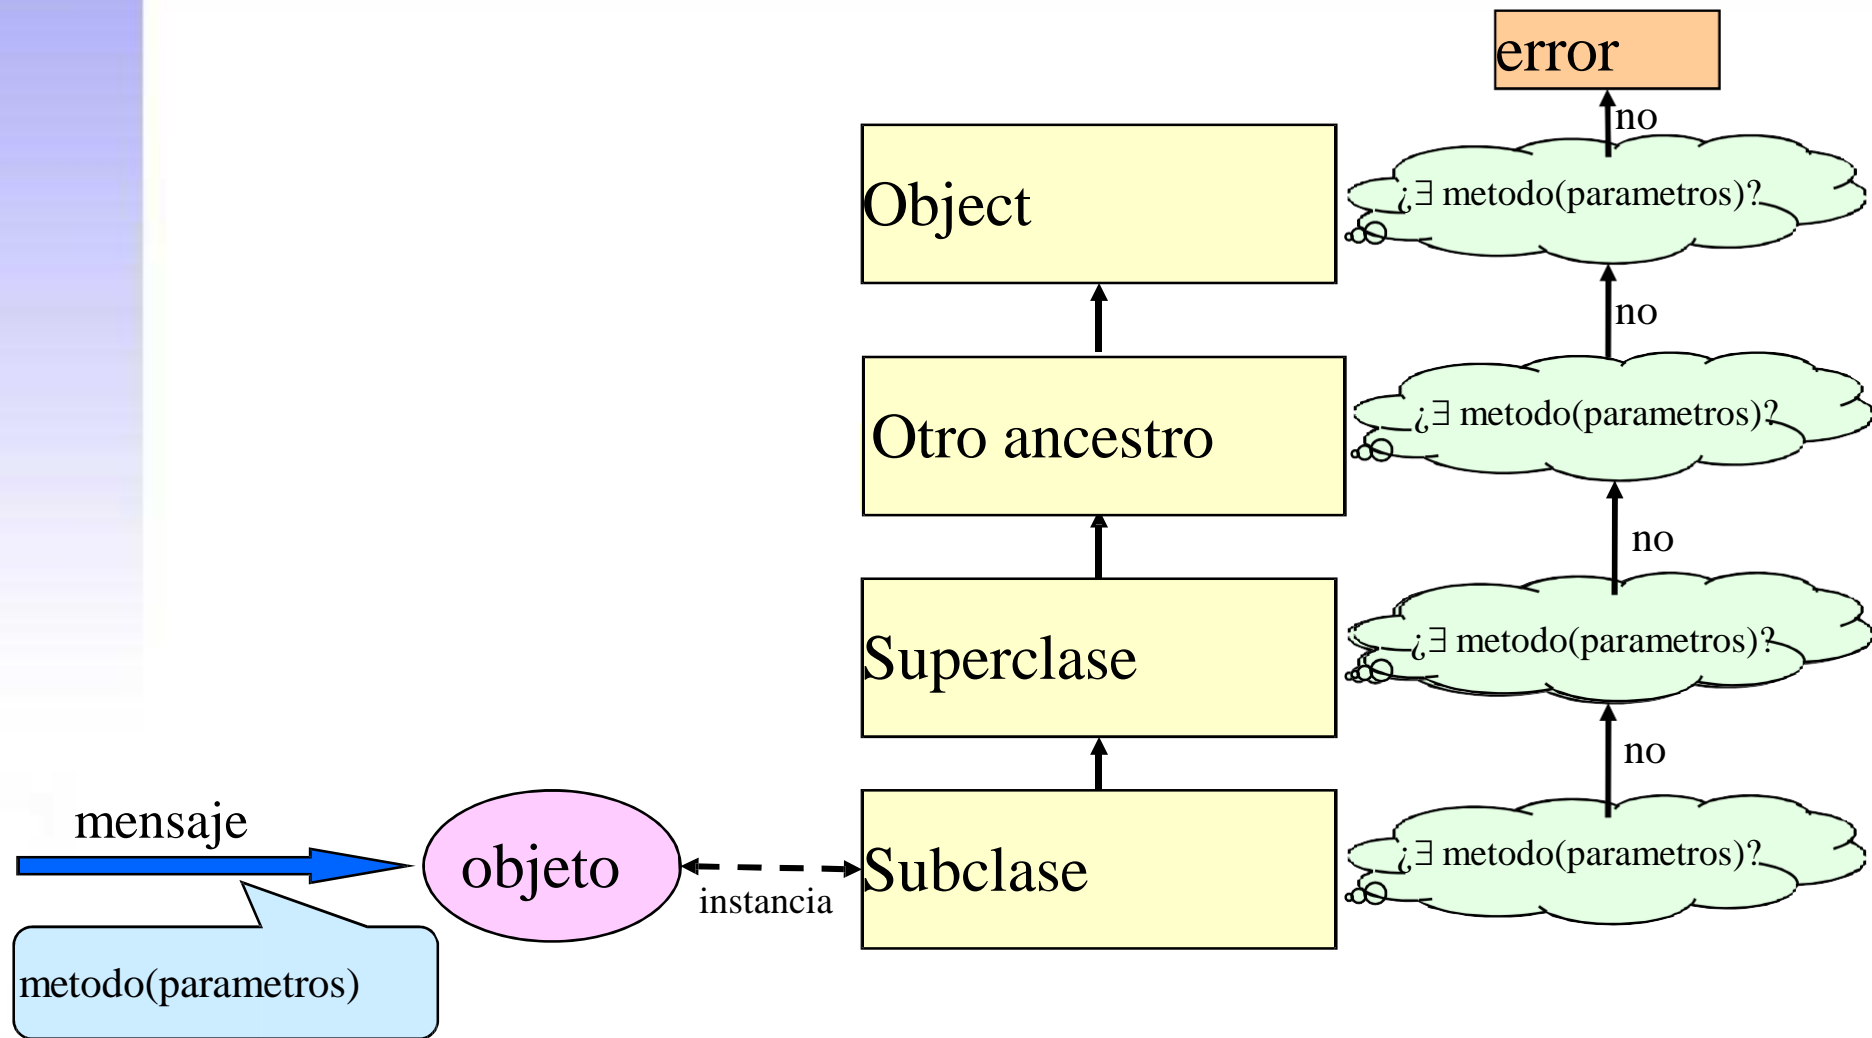 error
no
Object
¿∃ metodo(parametros)?
no
Otro ancestro
¿∃ metodo(parametros)?
no
Superclase
¿∃ metodo(parametros)?
no
mensaje
objeto
instancia
Subclase
¿∃ metodo(parametros)?
metodo(parametros)